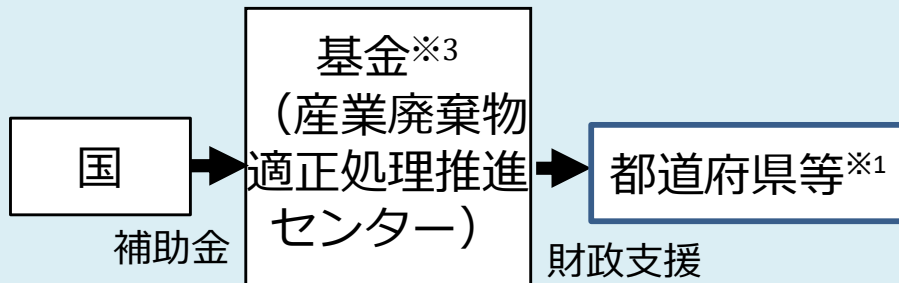 国
補助金
基金※3
（産業廃棄物
適正処理推進
センター）
財政支援
都道府県等※1